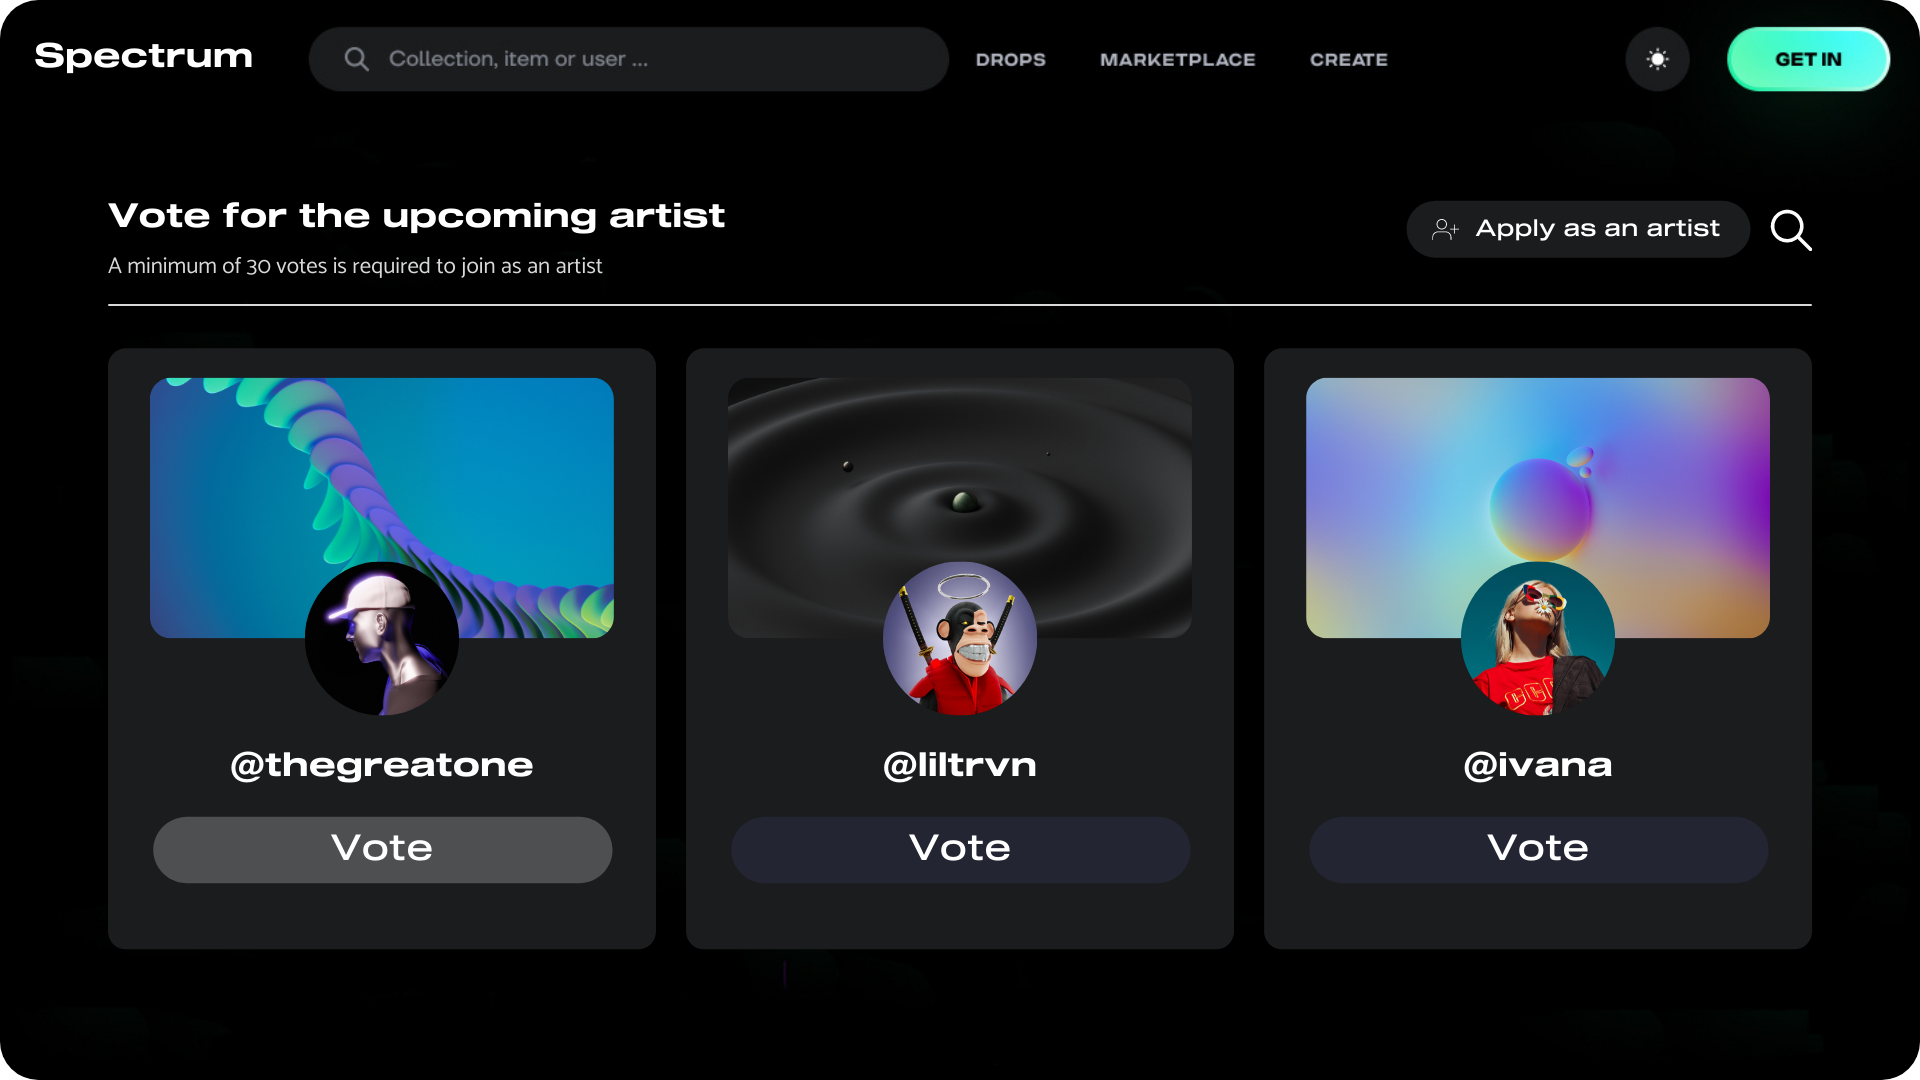 Spectrum
Collection, item or user ...
DROPS
MARKETPLACE
CREATE
GET IN
Vote for the upcoming artist
A minimum of 30 votes is required to join as an artist
Apply as an artist
@thegreatone
Vote
@liltrvn
Vote
@ivana
Vote